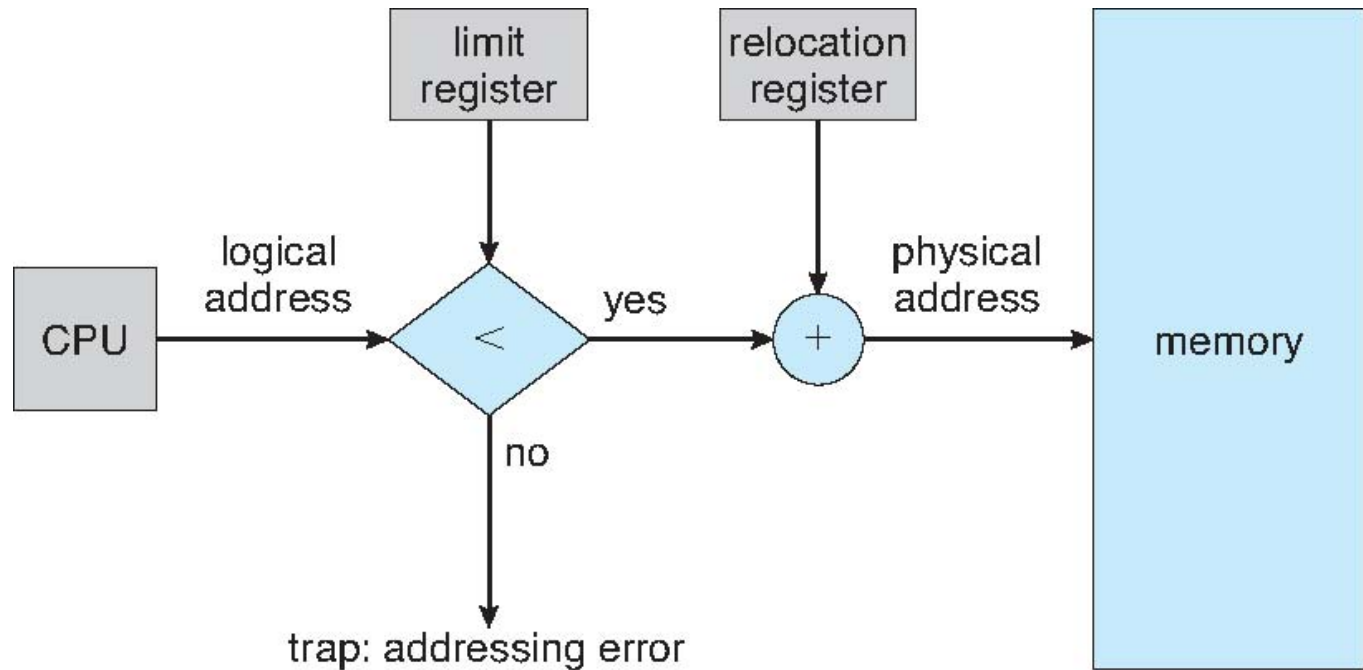 limit
register
relocation
register
logical
address
yes
physical
address
CPU
<
+
memory
no
trap: addressing error